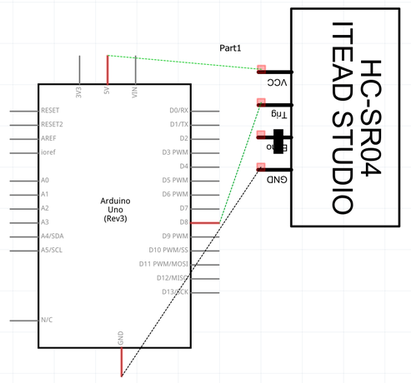 Part1
3V3
5V
VIN
RESET
RESET2
AREF
ioref
A0
A1
A2
A3
A4/SDA
A5/SCL
N/C
Arduino
Uno
(Rev3)
D0/RX
D1/TX
D2
D3 PWM
D4
D5 PWM
D6 PWM
D7
D8
D9 PWM
D10 PWM/SS
D11 PWM/MOSI
D12/MISO
D13/SCK
GND
VCC
Trig
GND
HC-SR04
ITEAD STUDIO